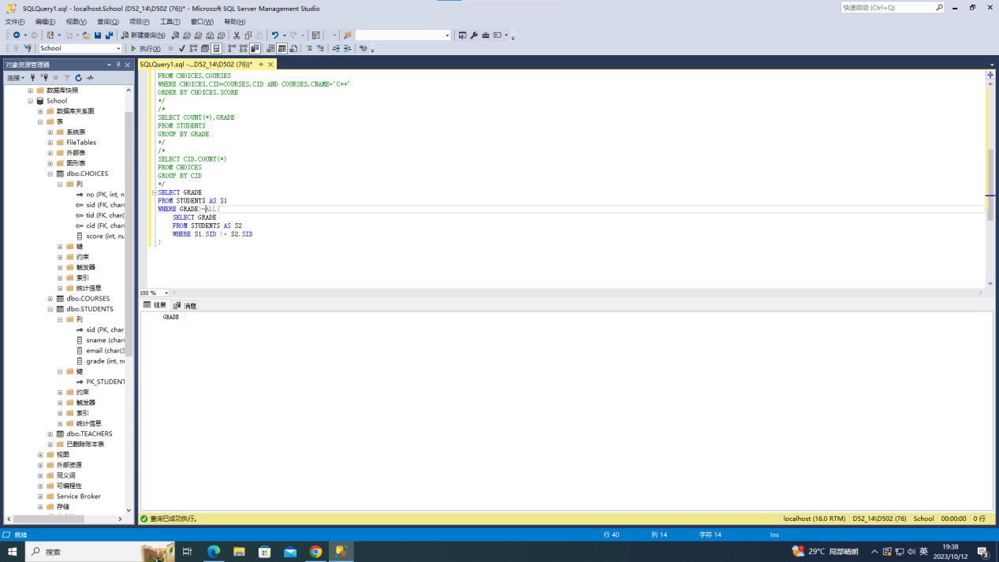 SQLQuery1.sql - localhost.School (D52_14\D502 (76))* - Microsoft SQL Server Management Studio
快速启动 (Ctrl+Q)
文件(F) 编辑(E) 视图(V) 查询(Q) 项目(P) 工具(T) 窗口(W) 帮助(H)
新建查询(N)
School
执行(X)
对象资源管理器
SQLQuery1.sql -...D52_14\D502 (76))*
连接
数据库快照
School
数据库关系图
表
系统表
FileTables
外部表
图形表
dbo.CHOICES
列
no (PK, int, n
sid (FK, char(
tid (FK, char(
cid (FK, char(
score (int, nu
键
约束
触发器
索引
统计信息
dbo.COURSES
dbo.STUDENTS
列
sid (PK, char
sname (char(
email (char(3
grade (int, nu
键
PK_STUDENT
约束
触发器
索引
统计信息
dbo.TEACHERS
已删除账本表
视图
外部资源
同义词
可编程性
Service Broker
存储
FROM CHOICES,COURSES
WHERE CHOICES.CID=COURSES.CID AND COURSES.CNAME='C++'
ORDER BY CHOICES.SCORE
*/
/*
SELECT COUNT(*),GRADE
FROM STUDENTS
GROUP BY GRADE
*/
/*
SELECT CID,COUNT(*)
FROM CHOICES
GROUP BY CID
*/
SELECT GRADE
FROM STUDENTS AS S1
WHERE GRADE>=ALL(
SELECT GRADE
FROM STUDENTS AS S2
WHERE S1.SID != S2.SID
)
100 %
结果 消息
GRADE
查询已成功执行。
localhost (16.0 RTM) D52_14\D502 (76) School 00:00:00 0 行
就绪
行 40 列 14 字符 14 Ins
搜索
29°C 局部晴朗
英
19:38
2023/10/12
3